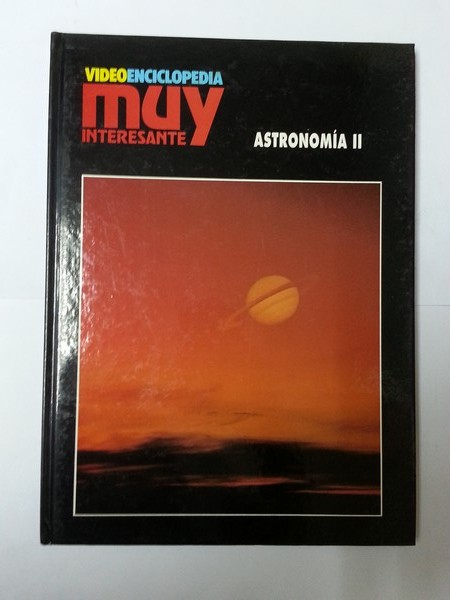 VIDEOENCICLOPEDIA
muy
INTERESANTE
ASTRONOMÍA II